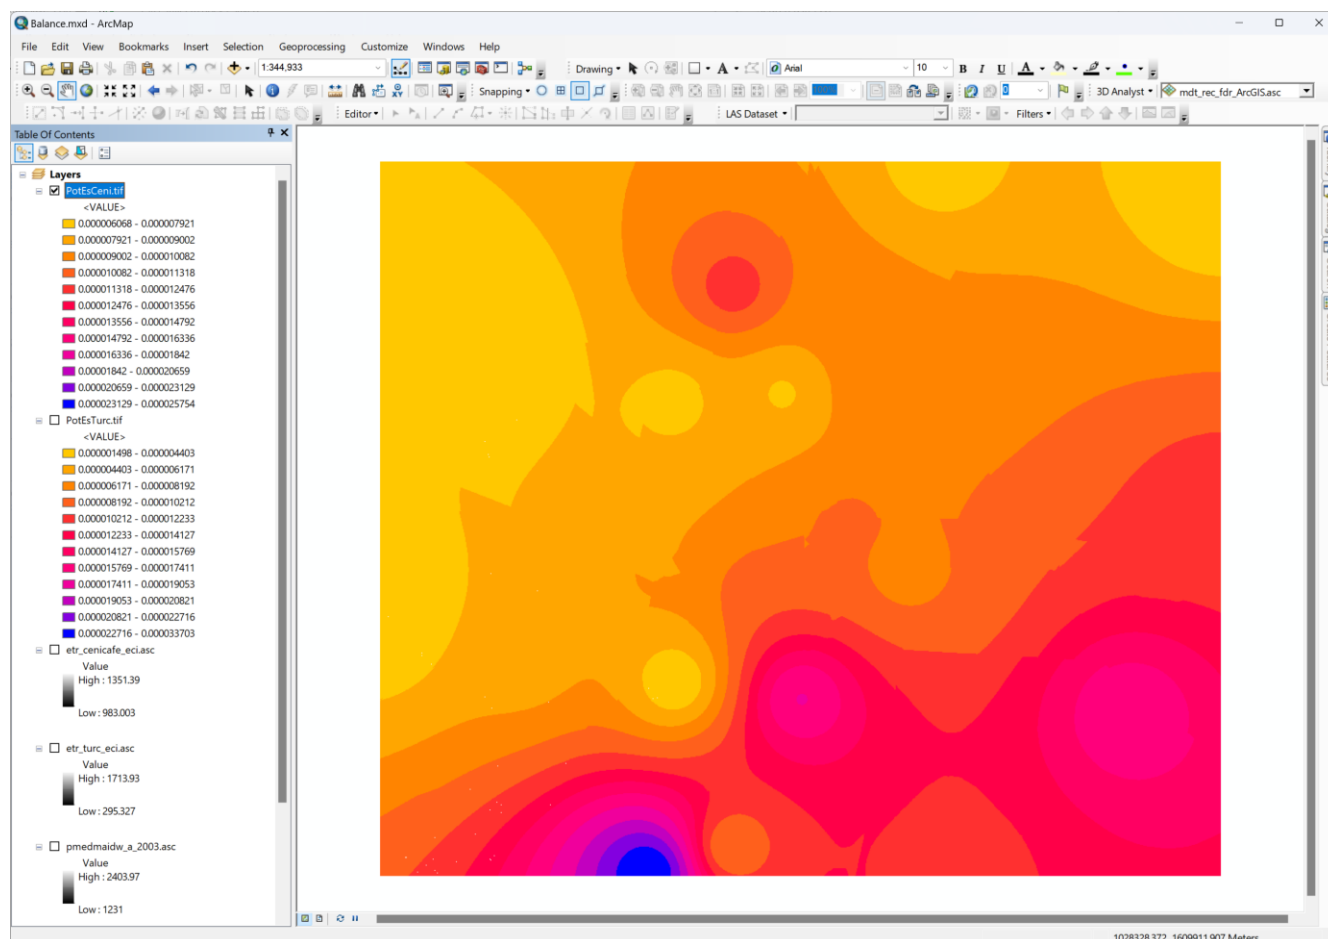 Balance.mxd - ArcMap
File Edit View Bookmarks Insert Selection Geoprocessing Customize Windows Help
1:344,933 Drawing A Arial 10 B I U A
Snapping 3D Analyst mdt_rec_fdr_ArcGIS.asc
Editor LAS Dataset Filters
Table Of Contents
Layers
PotEsCeni.tif
<VALUE>
0.000006068 - 0.000007921
0.000007921 - 0.000009002
0.000009002 - 0.000010082
0.000010082 - 0.000011318
0.000011318 - 0.000012476
0.000012476 - 0.000013556
0.000013556 - 0.000014792
0.000014792 - 0.000016336
0.000016336 - 0.00001842
0.00001842 - 0.000020659
0.000020659 - 0.000023129
0.000023129 - 0.000025754
PotEsTurc.tif
<VALUE>
0.000001498 - 0.000004403
0.000004403 - 0.000006171
0.000006171 - 0.000008192
0.000008192 - 0.000010212
0.000010212 - 0.000012233
0.000012233 - 0.000014127
0.000014127 - 0.000015769
0.000015769 - 0.000017411
0.000017411 - 0.000019053
0.000019053 - 0.000020821
0.000020821 - 0.000022716
0.000022716 - 0.000033703
etr_cenicafe_eci.asc
Value
High : 1351.39
Low : 983.003
etr_turc_eci.asc
Value
High : 1713.93
Low : 295.327
pmedmaidw_a_2003.asc
Value
High : 2403.97
Low : 1231
1028328.372 1609911.907 Meters